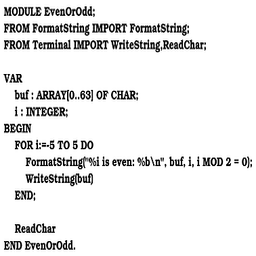 MODULE EvenOrOdd;
FROM FormatString IMPORT FormatString;
FROM Terminal IMPORT WriteString,ReadChar;

VAR
    buf : ARRAY[0..63] OF CHAR;
    i : INTEGER;
BEGIN
    FOR i:=-5 TO 5 DO
        FormatString("%i is even: %b\n", buf, i, i MOD 2 = 0);
        WriteString(buf)
    END;

    ReadChar
END EvenOrOdd.